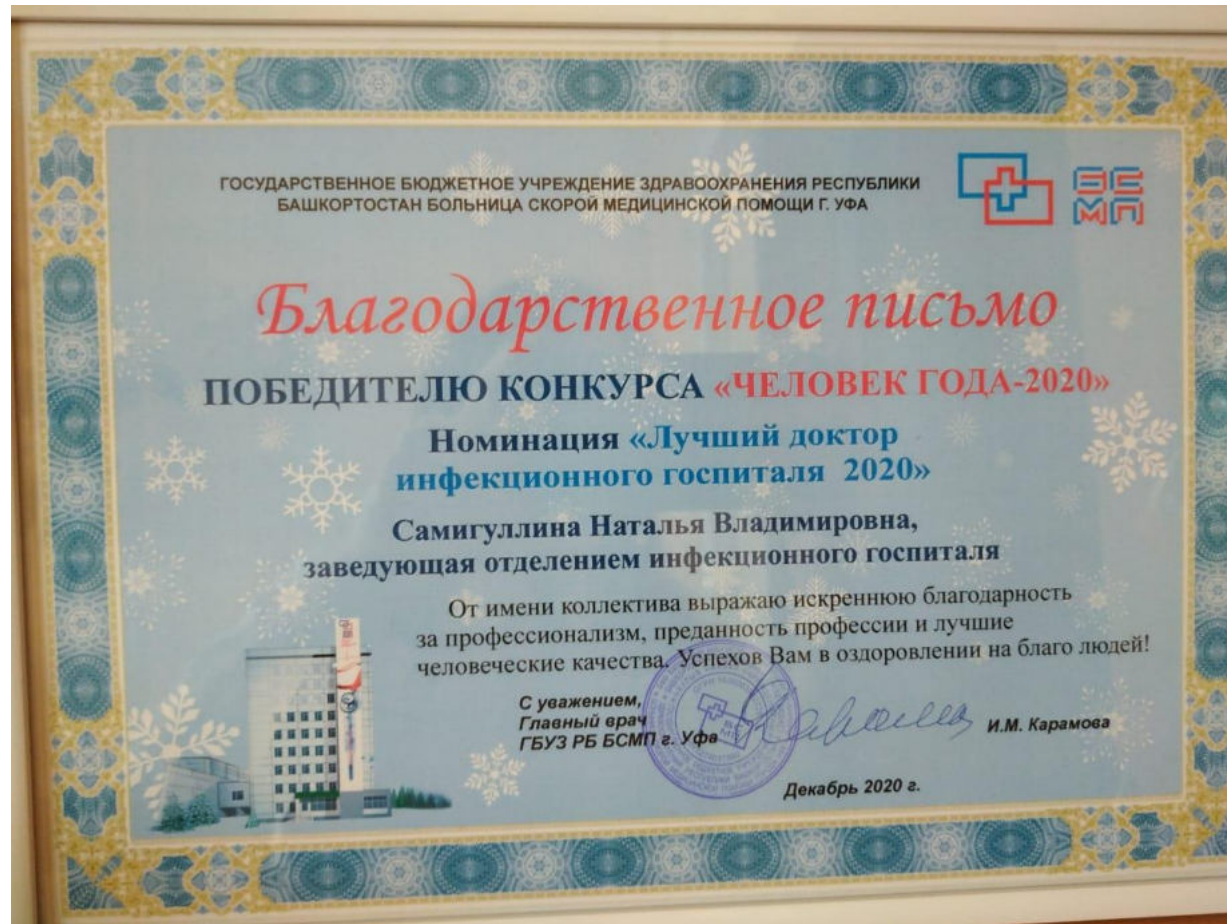 ГОСУДАРСТВЕННОЕ БЮДЖЕТНОЕ УЧРЕЖДЕНИЕ ЗДРАВООХРАНЕНИЯ РЕСПУБЛИКИ
БАШКОРТОСТАН БОЛЬНИЦА СКОРОЙ МЕДИЦИНСКОЙ ПОМОЩИ Г. УФА
БС
МП
Благодарственное письмо
ПОБЕДИТЕЛЮ КОНКУРСА «ЧЕЛОВЕК ГОДА-2020»
Номинация «Лучший доктор
инфекционного госпиталя 2020»
Самигуллина Наталья Владимировна,
заведующая отделением инфекционного госпиталя
От имени коллектива выражаю искреннюю благодарность
за профессионализм, преданность профессии и лучшие
человеческие качества. Успехов Вам в оздоровлении на благо людей!
С уважением,
Главный врач
ГБУЗ РБ БСМП г. Уфа
И.М. Карамова
Декабрь 2020 г.